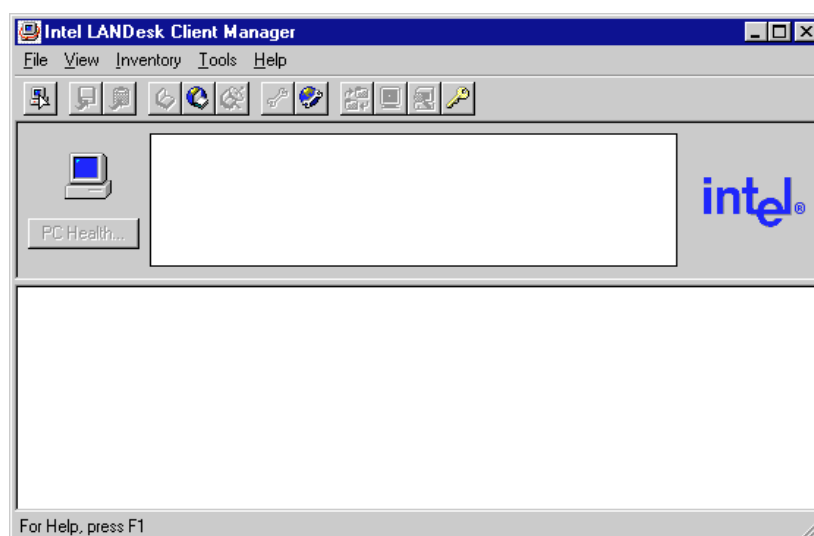 Intel LANDesk Client Manager
File View Inventory Tools Help
PC Health...
intel®
For Help, press F1